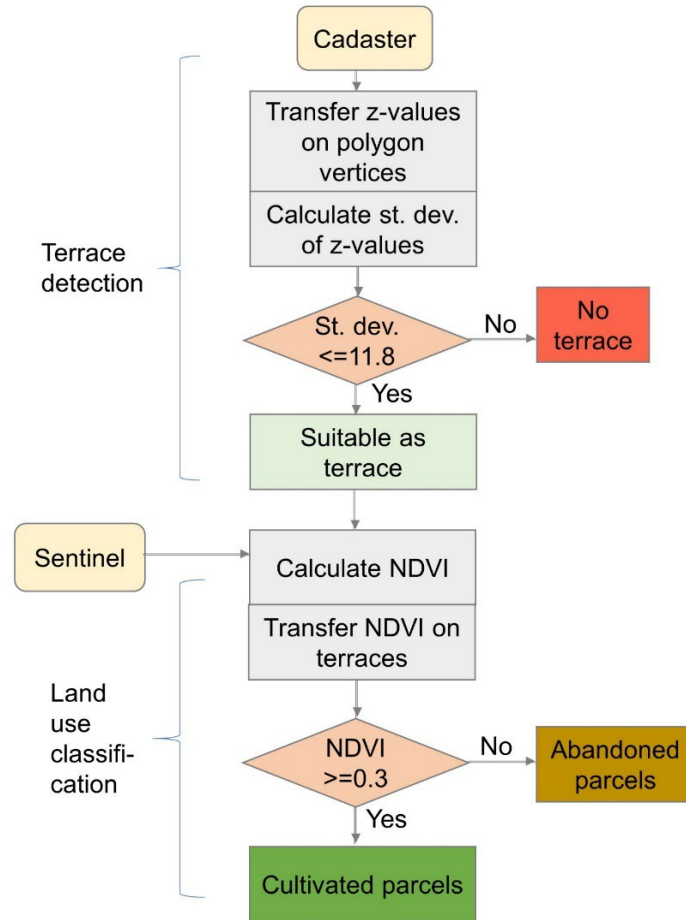 Cadaster
Transfer z-values
on polygon
vertices
Calculate st. dev.
of z-values
Terrace
detection
St. dev.
<=11.8
No
No
terrace
Yes
Suitable as
terrace
Sentinel
Calculate NDVI
Transfer NDVI on
terraces
Land
use
classifi-
cation
NDVI
>=0.3
No
Abandoned
parcels
Yes
Cultivated parcels